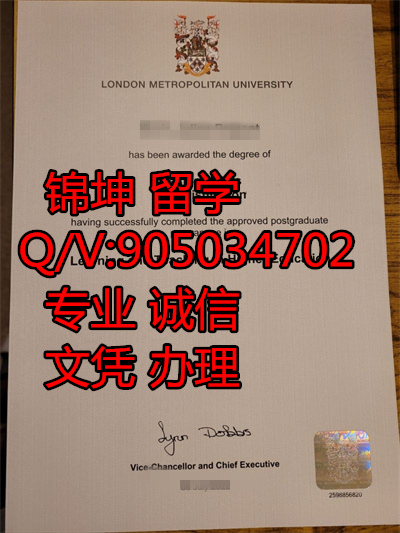 LONDON METROPOLITAN UNIVERSITY
has been awarded the degree of
锦坤 留学
having successfully completed the approved postgraduate
Q/V:905034702
专业 诚信
文凭 办理
Lynn Dobbs
Vice-Chancellor and Chief Executive
2598856820